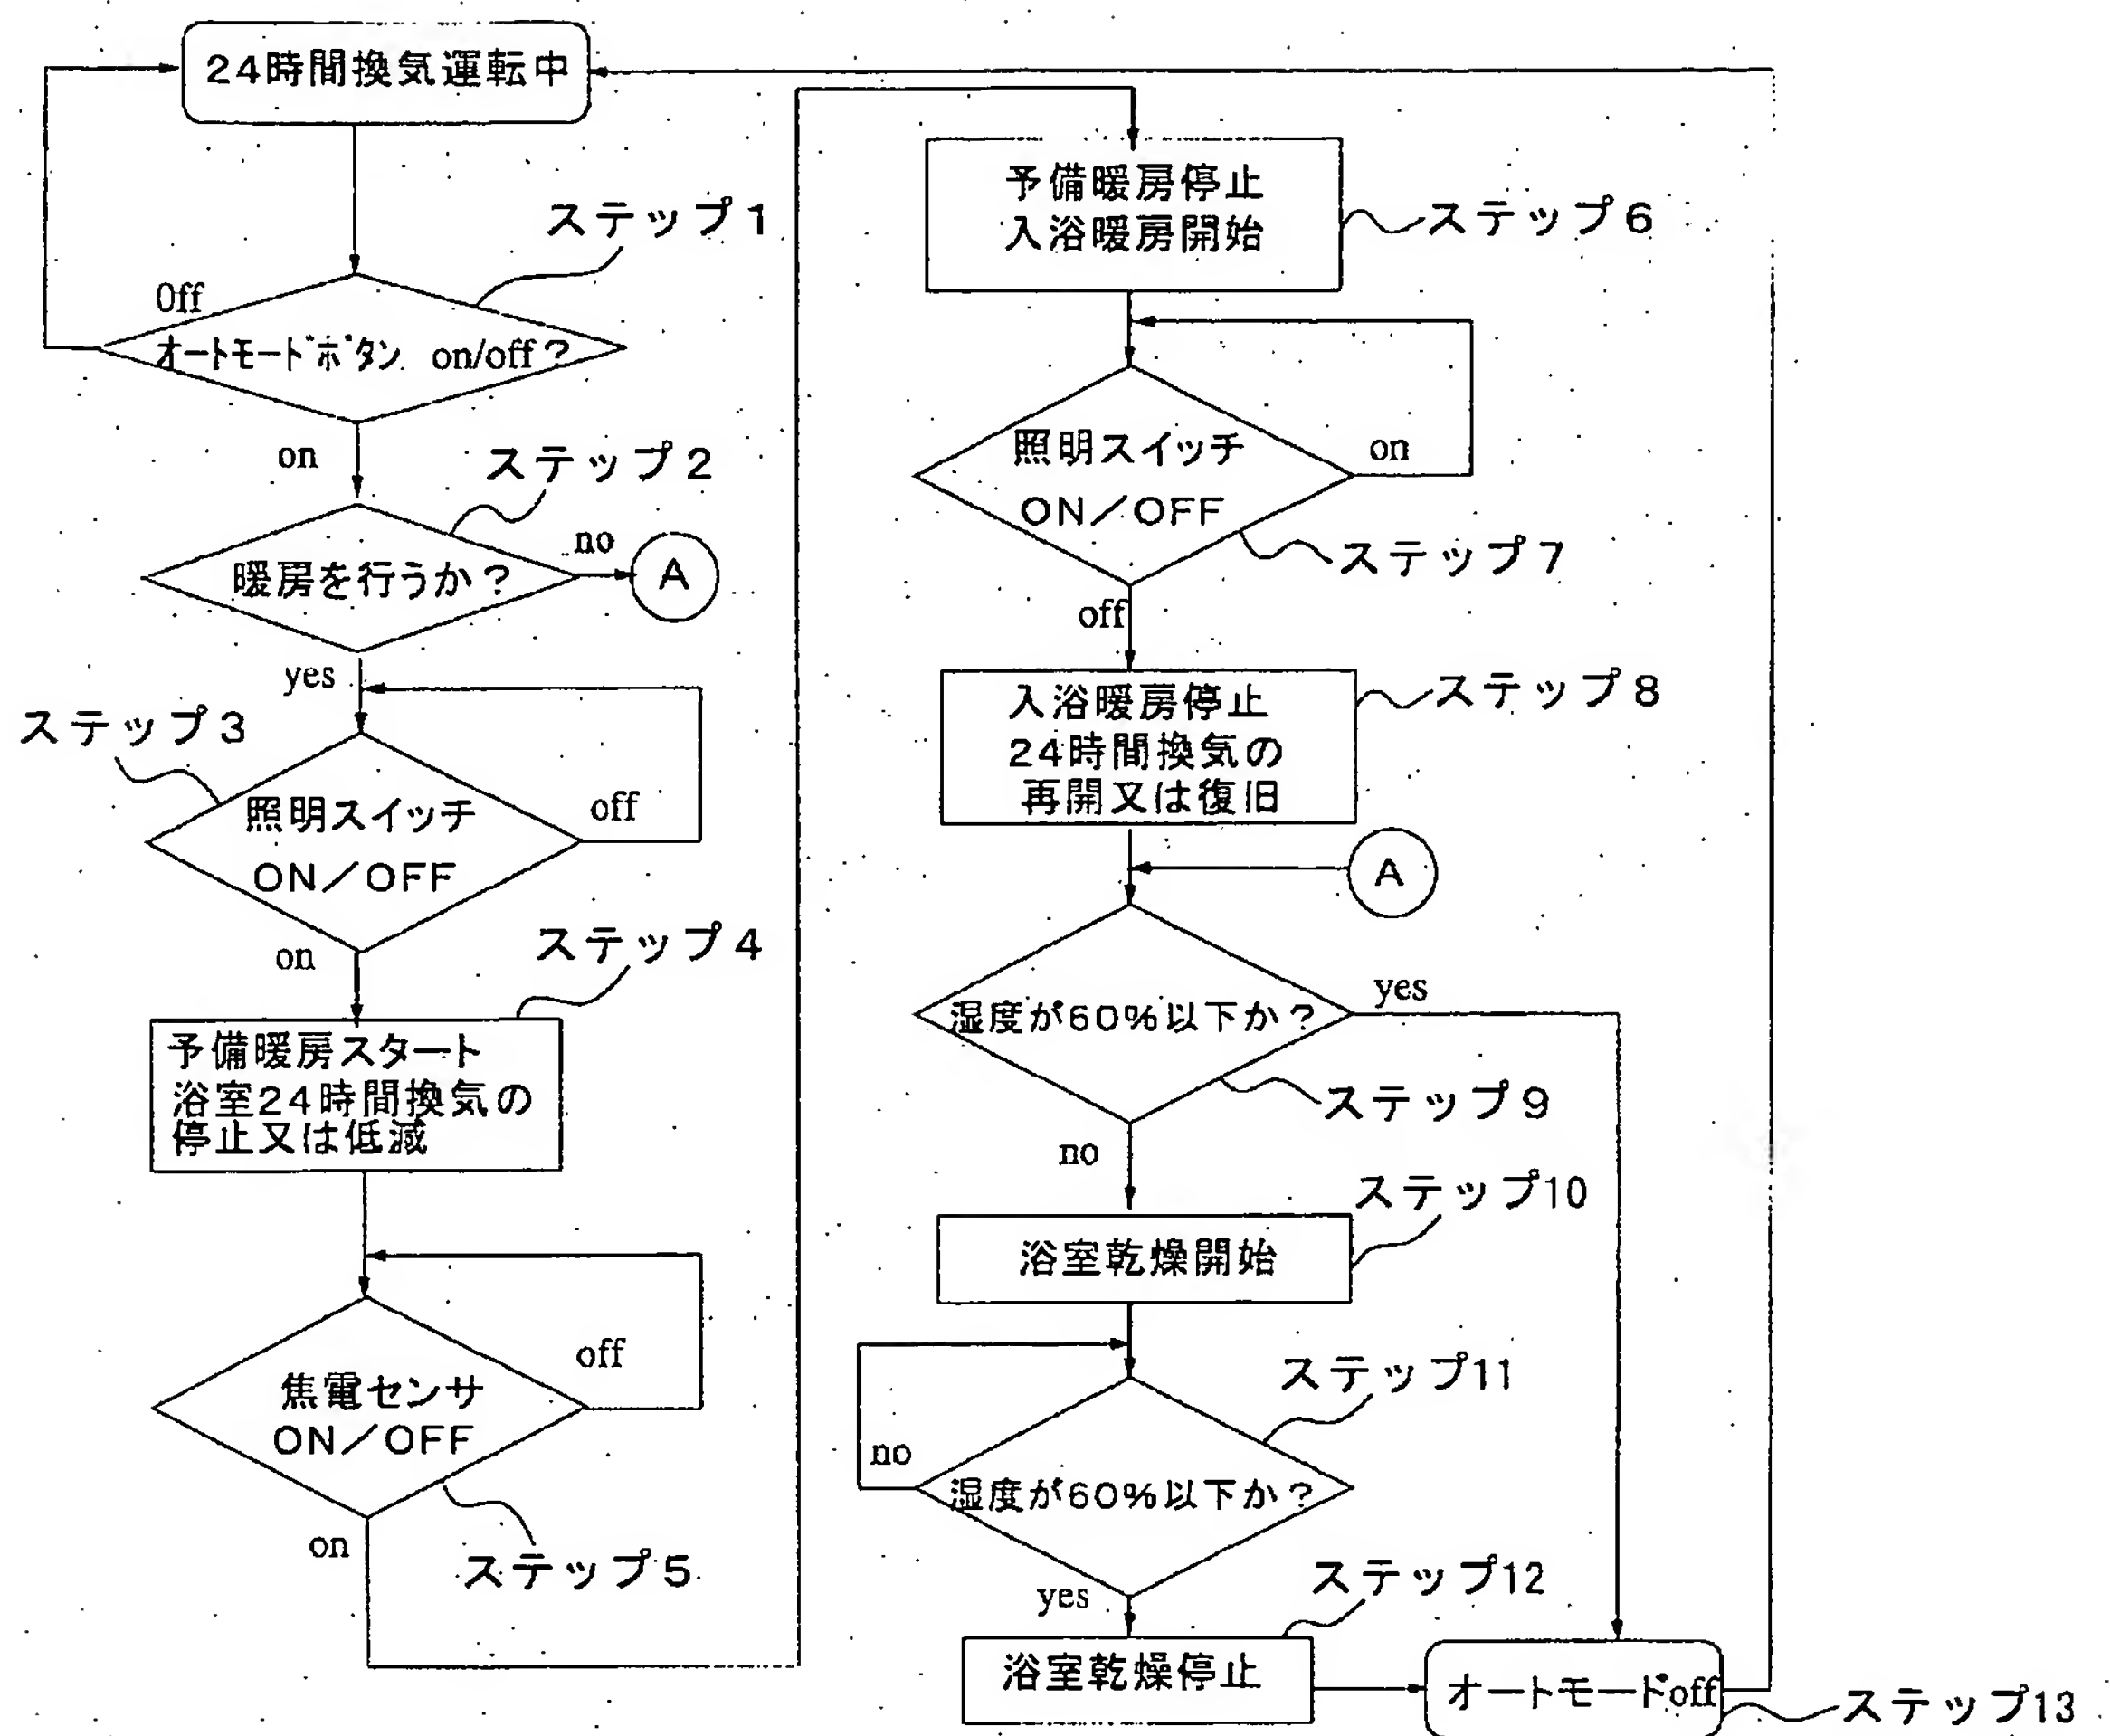 24時間換気運転中
ステップ1
Off
オートモードボタン on/off?
on
ステップ2
暖房を行うか?
no
A
yes
ステップ3
照明スイッチ
ON/OFF
off
on
ステップ4
予備暖房スタート
浴室24時間換気の
停止又は低減
焦電センサ
ON/OFF
off
on
ステップ5
予備暖房停止
入浴暖房開始
ステップ6
照明スイッチ
ON/OFF
on
ステップ7
off
入浴暖房停止
24時間換気の
再開又は復旧
ステップ8
A
湿度が60%以下か?
yes
ステップ9
no
ステップ10
浴室乾燥開始
ステップ11
no
湿度が60%以下か?
yes
ステップ12
浴室乾燥停止
オートモードoff
ステップ13